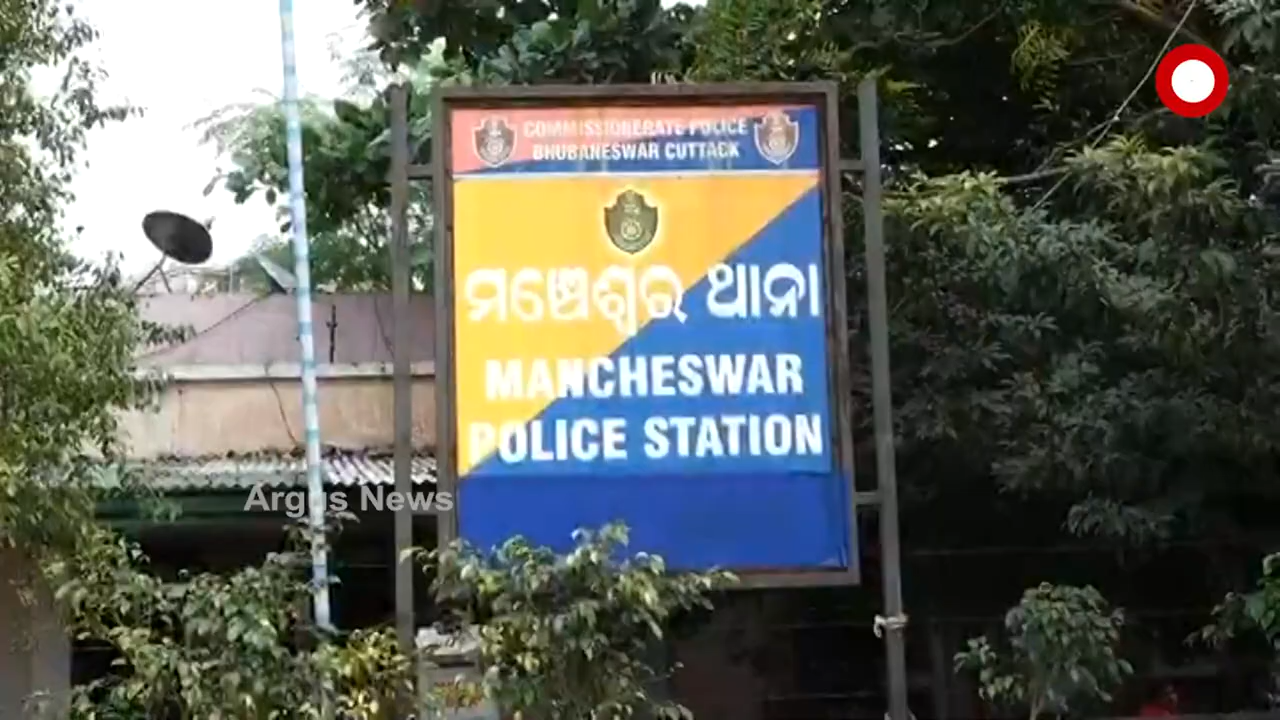 COMMISSIONERATE POLICE
BHUBANESWAR CUTTACK
ମଞ୍ଚେଶ୍ୱର ଥାନା
MANCHESWAR
POLICE STATION
Argus News